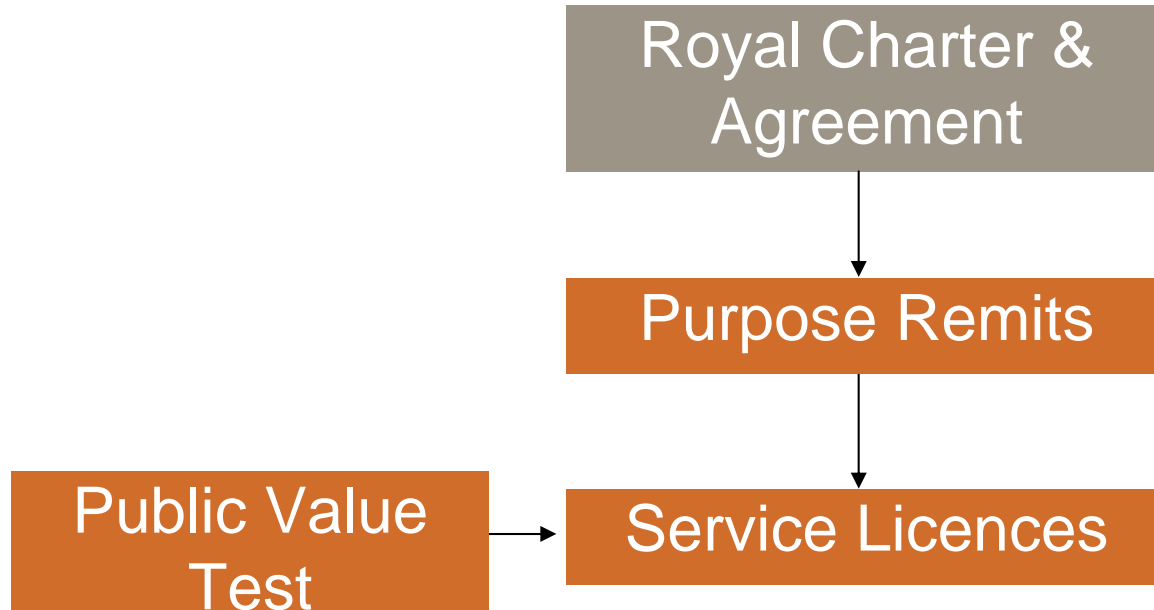 Royal Charter &
Agreement
Purpose Remits
Public Value
Test
Service Licences